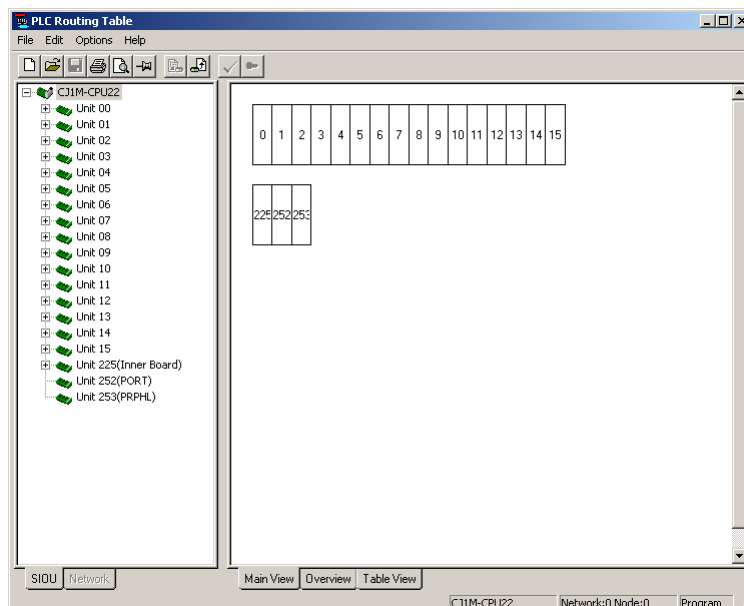 PLC Routing Table
File Edit Options Help
CJ1M-CPU22
Unit 00
Unit 01
Unit 02
Unit 03
Unit 04
Unit 05
Unit 06
Unit 07
Unit 08
Unit 09
Unit 10
Unit 11
Unit 12
Unit 13
Unit 14
Unit 15
Unit 225(Inner Board)
Unit 252(PORT)
Unit 253(PRPHL)
0 1 2 3 4 5 6 7 8 9 10 11 12 13 14 15
225 252 253
SIOU Network
Main View Overview Table View
CJ1M-CPU22 Network:0 Node:0 Program